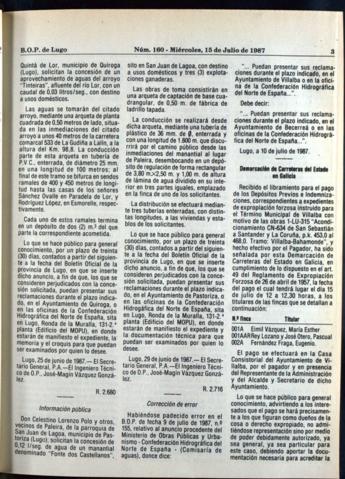 B.O.P. de Lugo
Núm. 160 - Miércoles, 15 de Julio de 1987
3
Quintá de Lor, municipio de Quiroga
(Lugo), solicitan la concesión de un
aprovechamiento de aguas del arroyo
"Tinteiras", afluente del río Lor, con un
caudal de 0,03 litros/seg., con destino
a usos domésticos.
Las aguas se tomarán del citado
arroyo, mediante una arqueta de planta
cuadrada de 0,50 metros de lado, situa-
da en las inmediaciones del citado
arroyo a unos 40 metros de la carretera
comarcal 533 de La Gudiña a Lalín, a la
altura del Km. 98,8. La conducción
parte de esta arqueta en tubería de
P.V.C., enterrada, de diámetro 25 mm.
en una longitud de 100 metros; al
final de este tramo se bifurca en sendos
ramales de 400 y 450 metros de longi-
tud hasta las casas de los señores
Sánchez Ovalle y Paradela de Lor, y
Rodríguez López, en Eumorelle, respec-
tivamente.
Cada uno de estos ramales termina
en un depósito de dos (2) m.³ del que
parte la correspondiente acometida.
Lo que se hace público para general
conocimiento, por un plazo de treinta
(30) días, contados a partir del siguien-
te a la fecha del Boletín Oficial de la
provincia de Lugo, en que se inserte
dicho anuncio, a fin de que, los que se
consideren perjudicados con la conce-
sión solicitada, puedan presentar sus
reclamaciones durante el plazo indica-
do, en el Ayuntamiento de Quiroga, o
en las oficinas de la Confederación
Hidrográfica del Norte de España, sita
en Lugo, Ronda de la Muralla, 131-2.ª
planta (Edificio del MOPU), en donde
estarán de manifiesto el expediente, la
memoria y el croquis para que puedan
ser examinados por quien lo desee.
Lugo, 25 de junio de 1987.— El Secre-
tario General, P.A.—El Ingeniero Técni-
co de O.P., José-Magín Vázquez Gonzá-
lez.
R. 2.680
Información pública
Don Celestino Lorenzo Polo y otros,
vecinos de Paleira, de la parroquia de
San Juan de Lagoa, municipio de Pas-
toriza (Lugo), solicitan la concesión de
0,12 l/seg. de agua de un manantial
denominado "Fonte dos Castellanos",
sito en San Juan de Lagoa, con destino
a usos domésticos y tres (3) explota-
ciones ganaderas.
Las obras de toma consistirán en
una arqueta de captación de base cua-
drangular, de 0,50 m. de fábrica de
ladrillo tapada.
La conducción se realizará desde
dicha arqueta, mediante una tubería de
plástico de 36 mm. de Ø, enterrada y
con una longitud de 1.800 m. que discu-
rrirá por el camino público desde las
inmediaciones del manantial al lugar
de Paleira, desembocando en un depó-
sito de regulación de forma rectangular
de 3,80 m.×2,50 m. y 1,00 m. de altura
de lámina de agua dividido en su inte-
rior en tres partes iguales, emplazado
en la finca de uno de los solicitantes.
La distribución se efectuará median-
te tres tuberías enterradas, con distin-
tas longitudes, a las viviendas y esta-
blos de los solicitantes.
Lo que se hace público para general
conocimiento, por un plazo de treinta
(30) días, contados a partir del siguien-
te a la fecha del Boletín Oficial de la
provincia de Lugo, en que se inserte
dicho anuncio, a fin de que, los que se
consideren perjudicados con la conce-
sión solicitada, puedan presentar sus
reclamaciones, durante el plazo indica-
do, en el Ayuntamiento de Pastoriza, o
en las oficinas de la Confederación
Hidrográfica del Norte de España, sita
en Lugo, Ronda de la Muralla, 131-2.ª
planta (Edificio del MOPU), en donde
estarán de manifiesto el expediente y
la documentación técnica para que
puedan ser examinados por quien lo
desee.
Lugo, 29 de junio de 1987.— El Secre-
tario General, P.A.—El Ingeniero Técni-
co de O.P., José-Magín Vázquez Gonzá-
lez.
R. 2.716
Corrección de error
Habiéndose padecido error en el
B.O.P. de fecha 9 de julio de 1987, n.º
155, relativo al anuncio procedente del
Ministerio de Obras Públicas y Urba-
nismo - Confederación Hidrográfica del
Norte de España - (Comisaría de
aguas), donde dice:
"... Puedan presentar sus reclama-
ciones durante el plazo indicado, en el
Ayuntamiento de Villalba o en la ofici-
na de la Confederación Hidrográfica
del Norte de España...".
Debe decir:
"... Puedan presentar sus reclama-
ciones durante el plazo indicado, en el
Ayuntamiento de Becerreá o en las
oficinas de la Confederación Hidrográ-
fica del Norte de España...".
Lugo, a 10 de julio de 1987.
Demarcación de Carreteras del Estado
en Galicia
Recibido el libramiento para el pago
de los Depósitos Previos e Indemniza-
ciones, correspondientes a expedientes
de expropiación forzosa instruido para
el Término Municipal de Villalba con
motivo de las obras 1-LU-315 "Acondi-
cionamiento CN-634 de San Sebastián
a Santander y La Coruña, p.k. 453,0 al
468,0. Tramo: Villalba-Bahamonde", y
hecho efectivo por el Pagador, ha sido
señalada por esta Demarcación de
Carreteras del Estado en Galicia, en
cumplimiento de lo dispuesto en el art.
49 del Reglamento de Expropiación
Forzosa de 26 de abril de 1957, la fecha
del pago el cual tendrá lugar el día 15
de julio de 12 a 12,30 horas, a los
titulares de las fincas que se detallan a
continuación:
N.º finca Titular
001A Eimil Vázquez, María Esther
001AAR Rey Lozano y José Otero, Pascual
002A Fernández Fraga, Eugenio.
El pago se efectuará en la Casa
Consistorial del Ayuntamiento de Vi-
llalba, por el pagador y en presencia
del Representante de la Administración
y del Alcalde y Secretario de dicho
Ayuntamiento.
Lo que se hace público para general
conocimiento, advirtiendo a los intere-
sados que el pago se hará precisamen-
te a los que figuran como dueños de la
cosa o derecho expropiado, no admi-
tiéndose representación sino por medio
de poder debidamente autorizado, ya
sea general, ya sea particular para
este caso, debiendo aportar la docu-
mentación necesaria para acreditar la